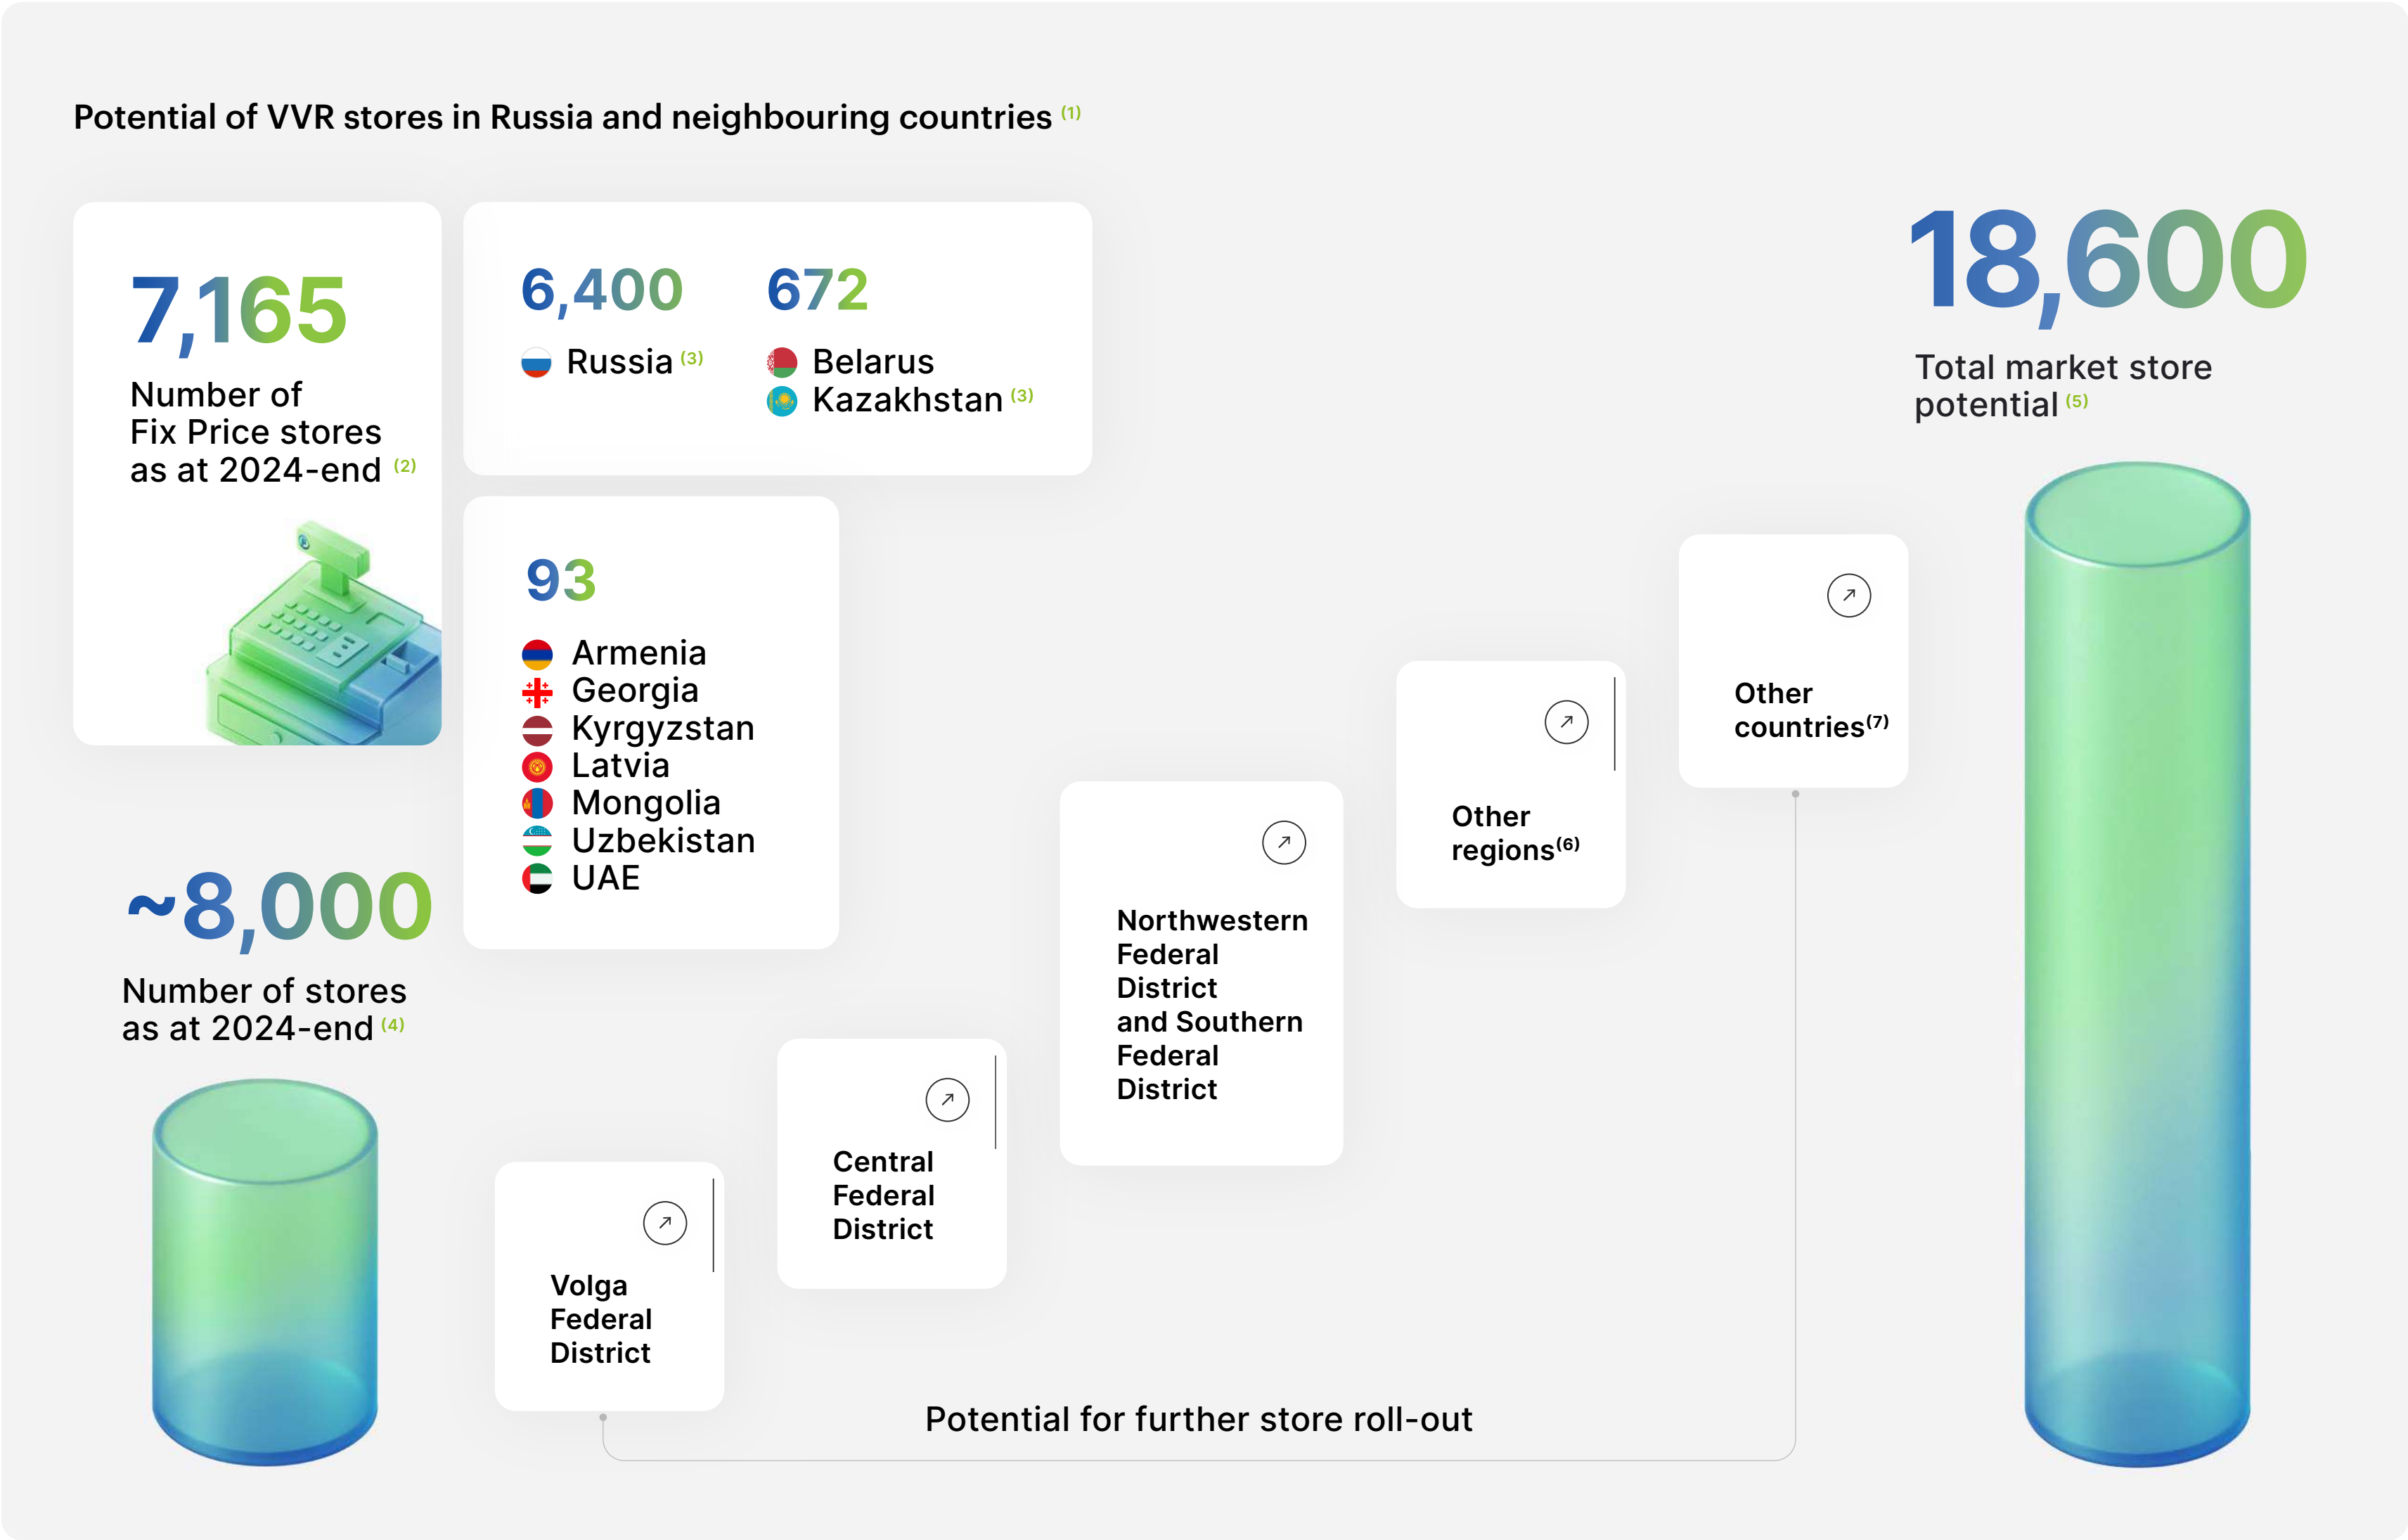 Potential of VVR stores in Russia and neighbouring countries (1)
7,165
Number of
Fix Price stores
as at 2024-end (2)
6,400
Russia (3)
672
Belarus
Kazakhstan (3)
93
Armenia
Georgia
Kyrgyzstan
Latvia
Mongolia
Uzbekistan
UAE
~8,000
Number of stores
as at 2024-end (4)
Volga
Federal
District
Central
Federal
District
Northwestern
Federal
District
and Southern
Federal
District
Other
regions(6)
Other
countries(7)
Potential for further store roll-out
18,600
Total market store
potential (5)